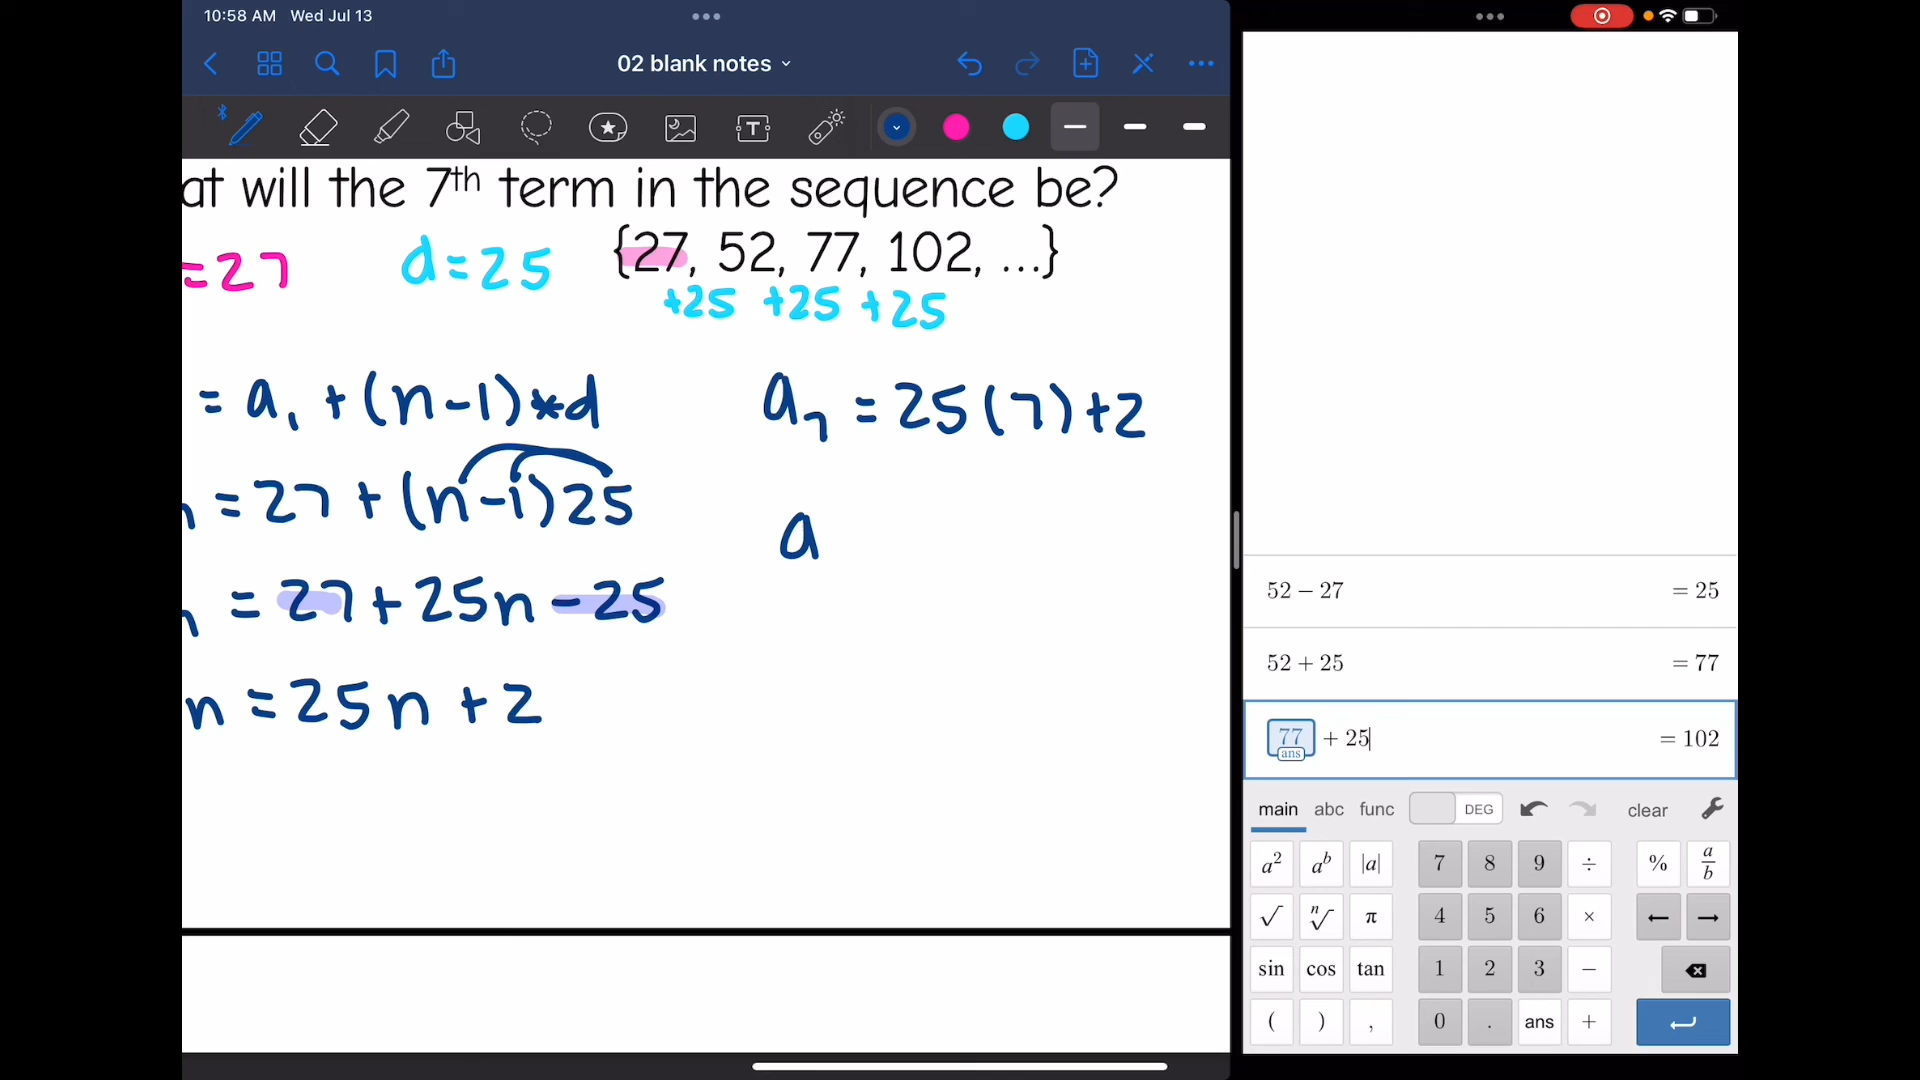 10:58 AM Wed Jul 13
02 blank notes
at will the 7th term in the sequence be?
=27 d=25 {27, 52, 77, 102, ...}
+25 +25 +25
= a₁ +(n-1)*d
a₇ = 25(7)+2
n = 27 + (n-1)25
a
n = 27+25n-25
n = 25n +2
52 − 27 = 25
52 + 25 = 77
77 + 25 = 102
ans
main abc func DEG clear
a² aᵇ |a| 7 8 9 ÷ % a/b
√ ⁿ√ π 4 5 6 × ← →
sin cos tan 1 2 3 −
( ) , 0 . ans +